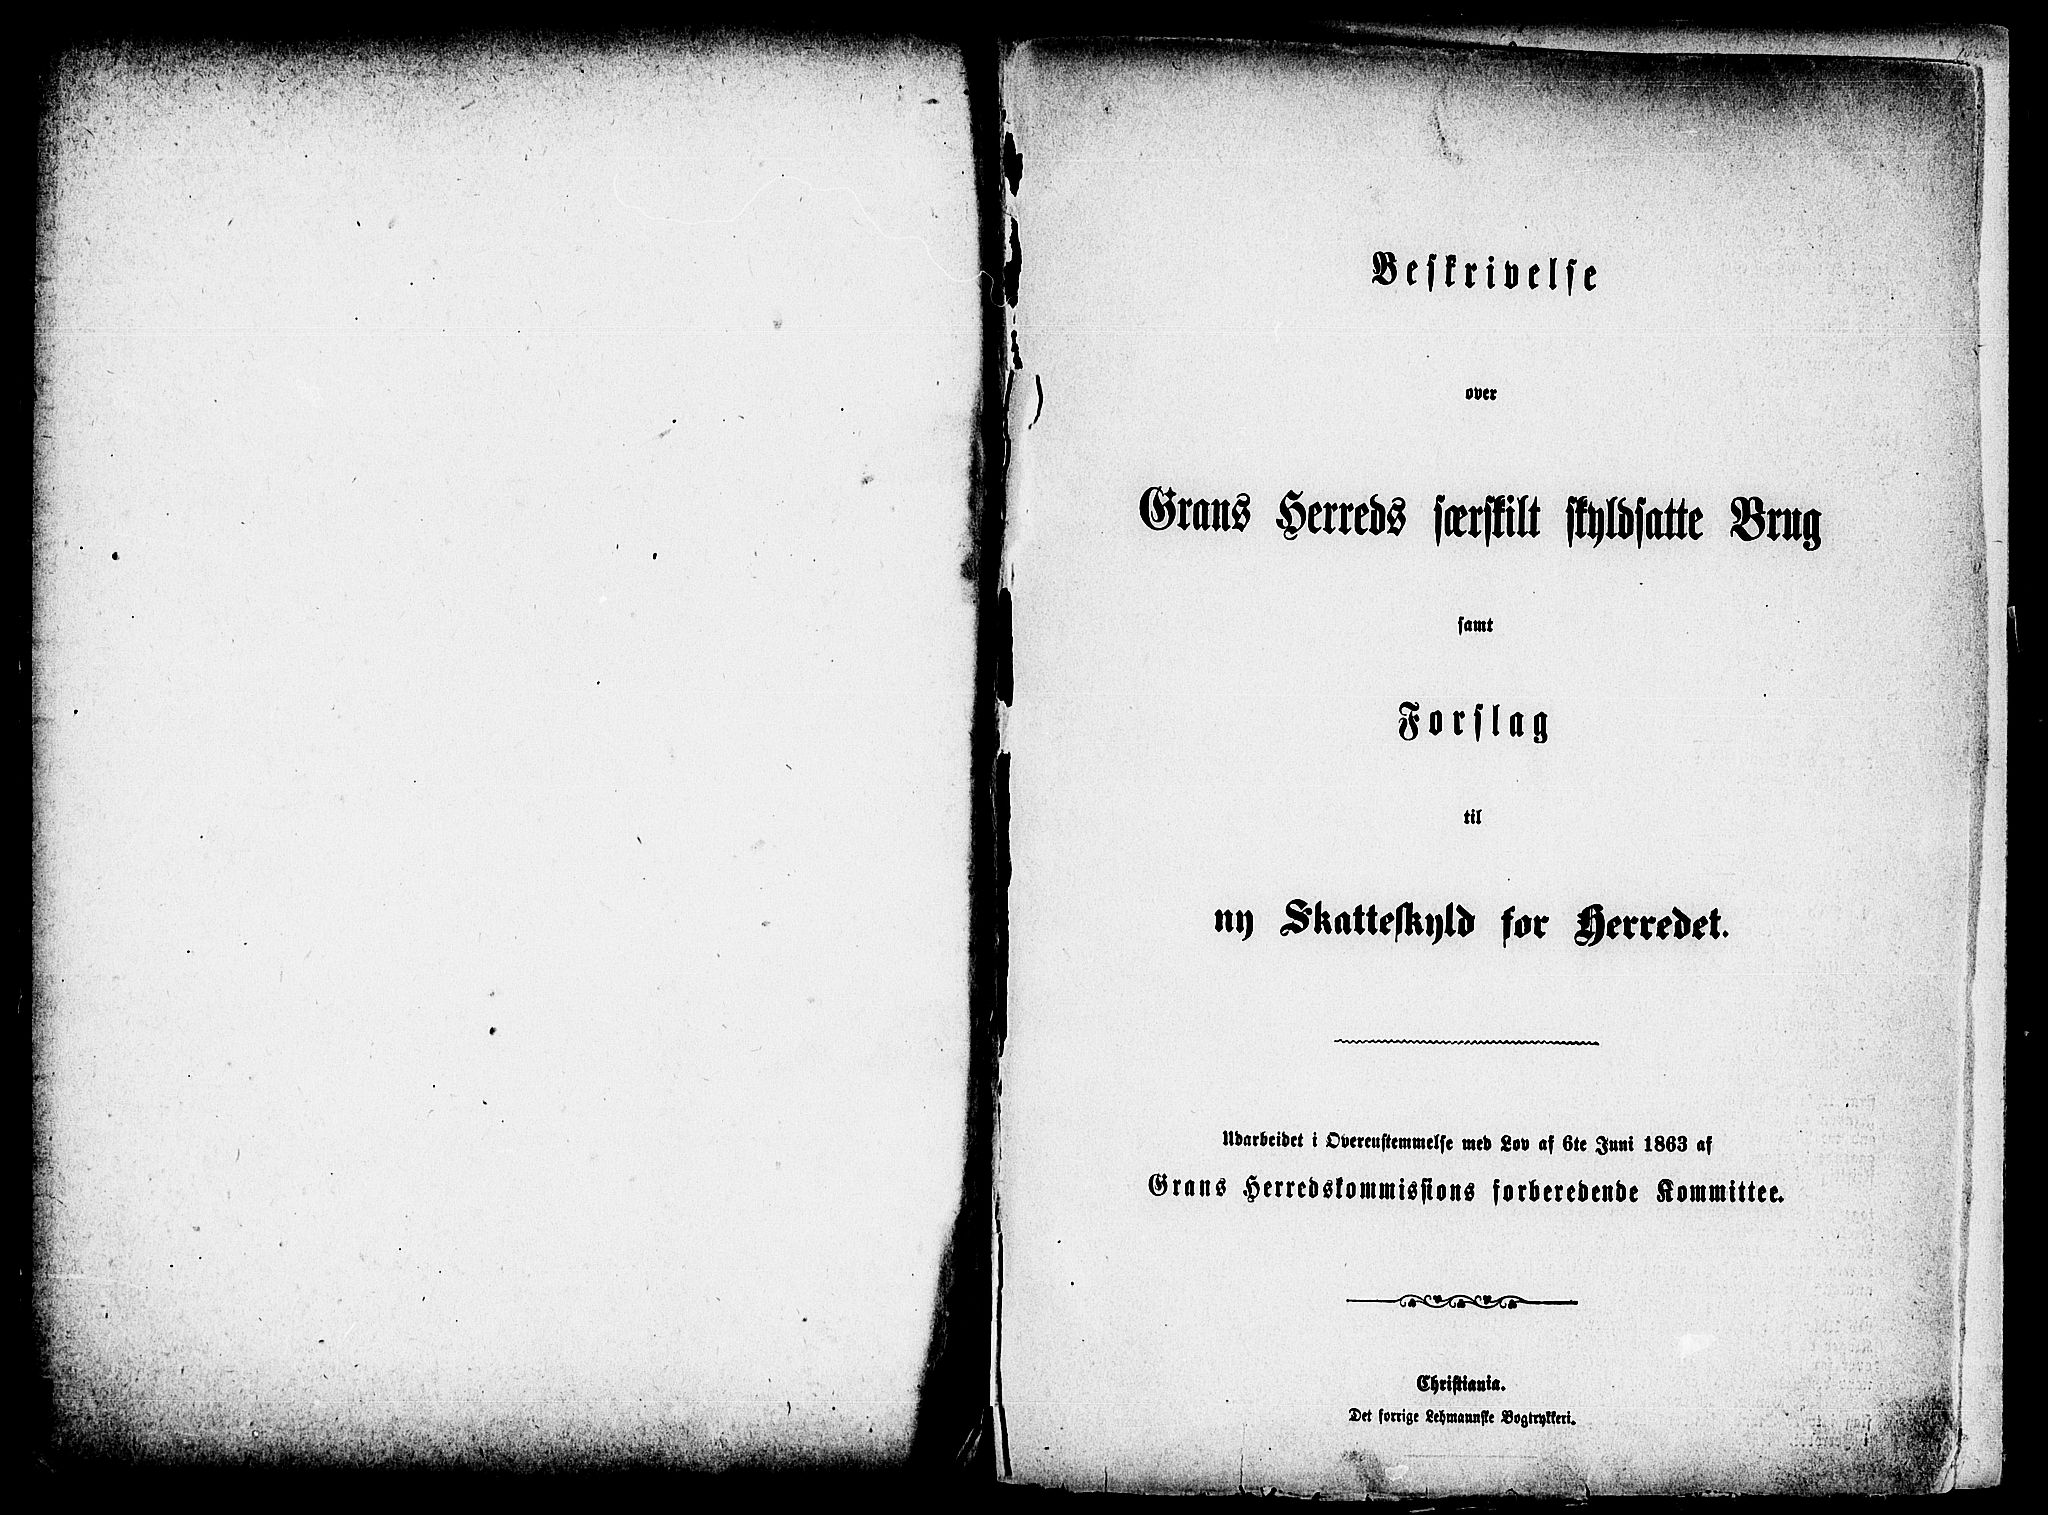 Beskrivelse
over
Grans Herreds særskilt skyldsatte Brug
samt
Forslag
til
ny Skatteskyld for Herredet.
Udarbeidet i Overenstemmelse med Lov af 6te Juni 1863 af
Grans Herredskommissions forberedende Kommittee.
Christiania.
Det forrige Lehmannske Bogtrykkeri.